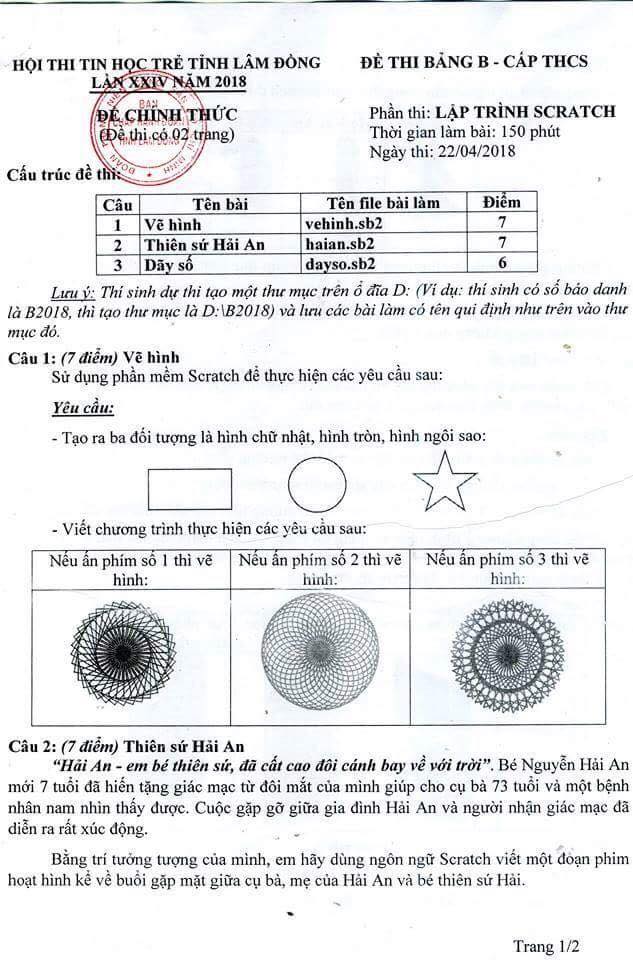 HỘI THI TIN HỌC TRẺ TỈNH LÂM ĐỒNG
LẦN XXIV NĂM 2018
ĐỀ CHÍNH THỨC
(Đề thi có 02 trang)
ĐỀ THI BẢNG B - CẤP THCS
Phần thi: LẬP TRÌNH SCRATCH
Thời gian làm bài: 150 phút
Ngày thi: 22/04/2018
BAN
Cấu trúc đề thi:
Câu Tên bài Tên file bài làm Điểm
1 Vẽ hình vehinh.sb2 7
2 Thiên sứ Hải An haian.sb2 7
3 Dãy số dayso.sb2 6
Lưu ý: Thí sinh dự thi tạo một thư mục trên ổ đĩa D: (Ví dụ: thí sinh có số báo danh
là B2018, thì tạo thư mục là D:\B2018) và lưu các bài làm có tên qui định như trên vào thư
mục đó.
Câu 1: (7 điểm) Vẽ hình
Sử dụng phần mềm Scratch để thực hiện các yêu cầu sau:
Yêu cầu:
- Tạo ra ba đối tượng là hình chữ nhật, hình tròn, hình ngôi sao:
- Viết chương trình thực hiện các yêu cầu sau:
Nếu ấn phím số 1 thì vẽ
hình:
Nếu ấn phím số 2 thì vẽ
hình:
Nếu ấn phím số 3 thì vẽ
hình:
Câu 2: (7 điểm) Thiên sứ Hải An
“Hải An - em bé thiên sứ, đã cất cao đôi cánh bay về với trời”. Bé Nguyễn Hải An
mới 7 tuổi đã hiến tặng giác mạc từ đôi mắt của mình giúp cho cụ bà 73 tuổi và một bệnh
nhân nam nhìn thấy được. Cuộc gặp gỡ giữa gia đình Hải An và người nhận giác mạc đã
diễn ra rất xúc động.
Bằng trí tưởng tượng của mình, em hãy dùng ngôn ngữ Scratch viết một đoạn phim
hoạt hình kể về buổi gặp mặt giữa cụ bà, mẹ của Hải An và bé thiên sứ Hải.
Trang 1/2